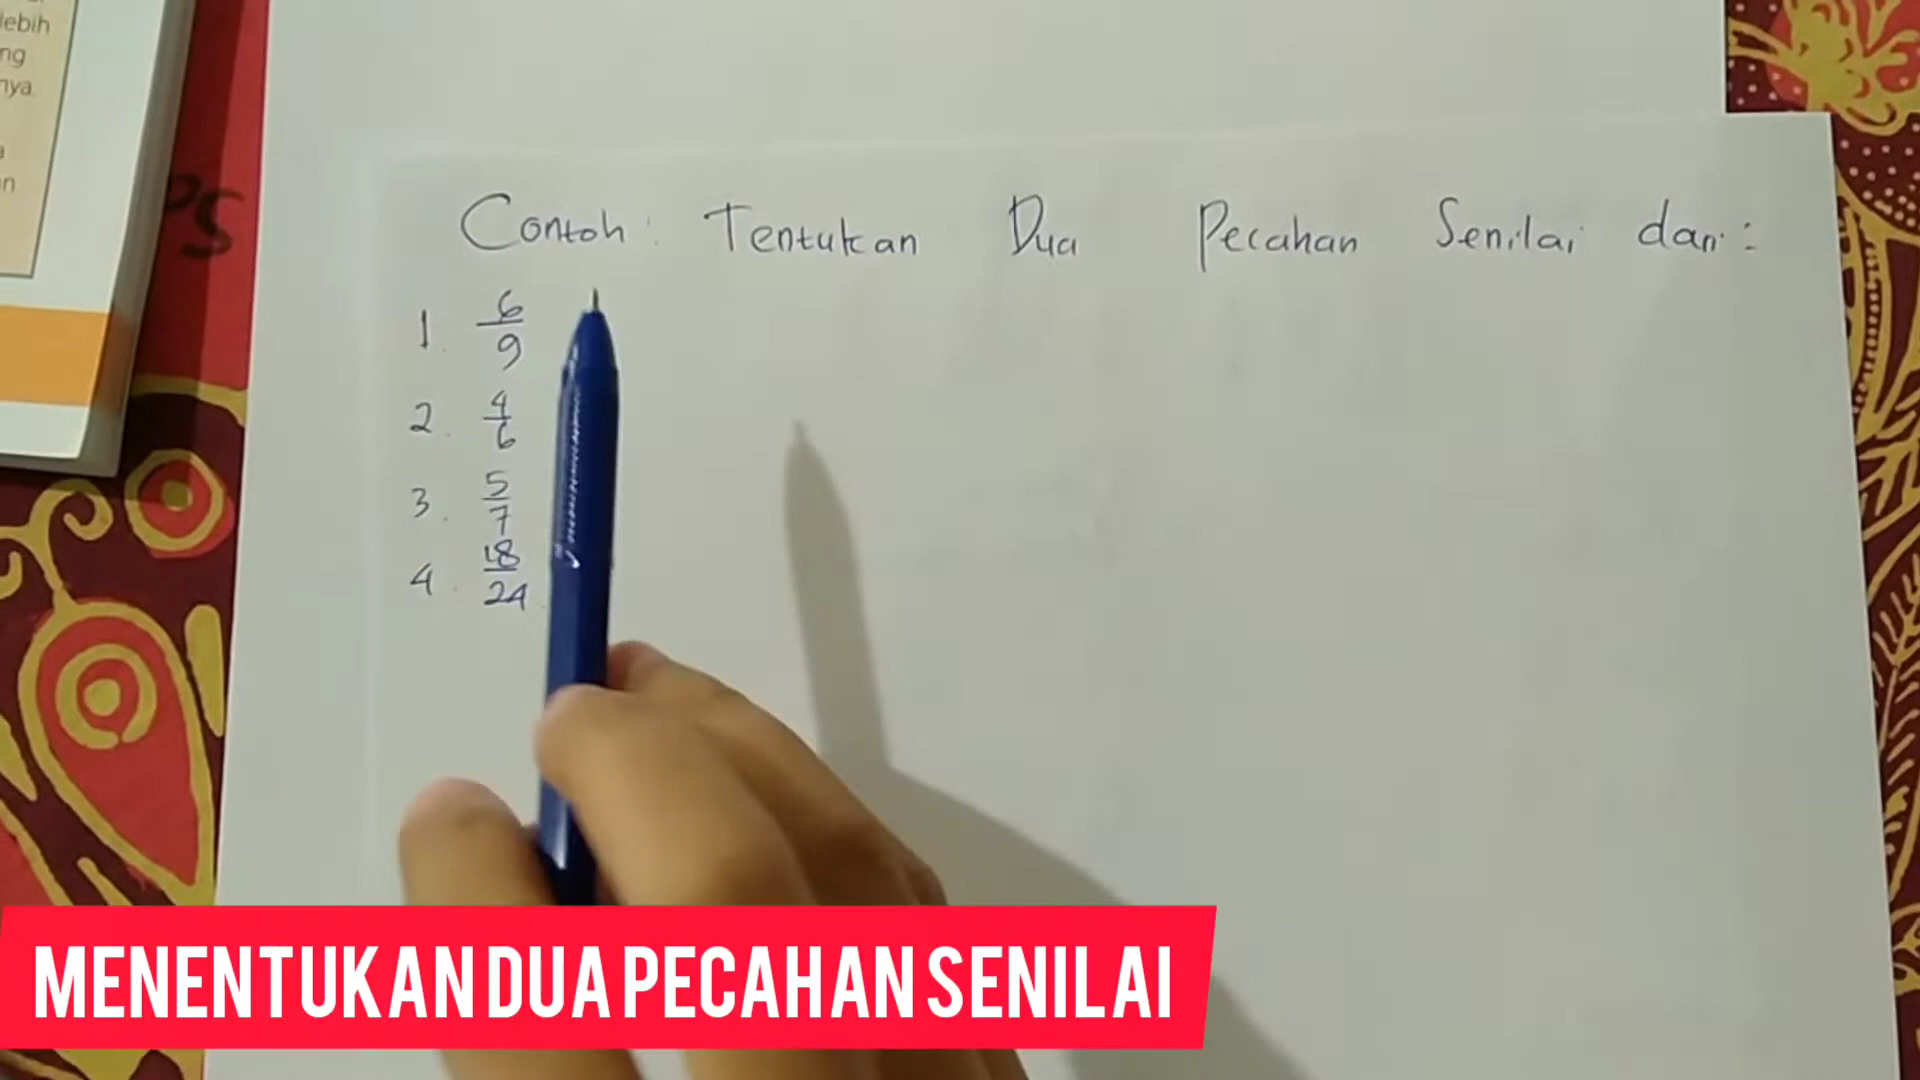 lebih
ng
nya.
n
PS
Contoh : Tentukan Dua Pecahan Senilai dari :
1. 6/9
2. 4/6
3. 5/7
4. 18/24
MENENTUKAN DUA PECAHAN SENILAI